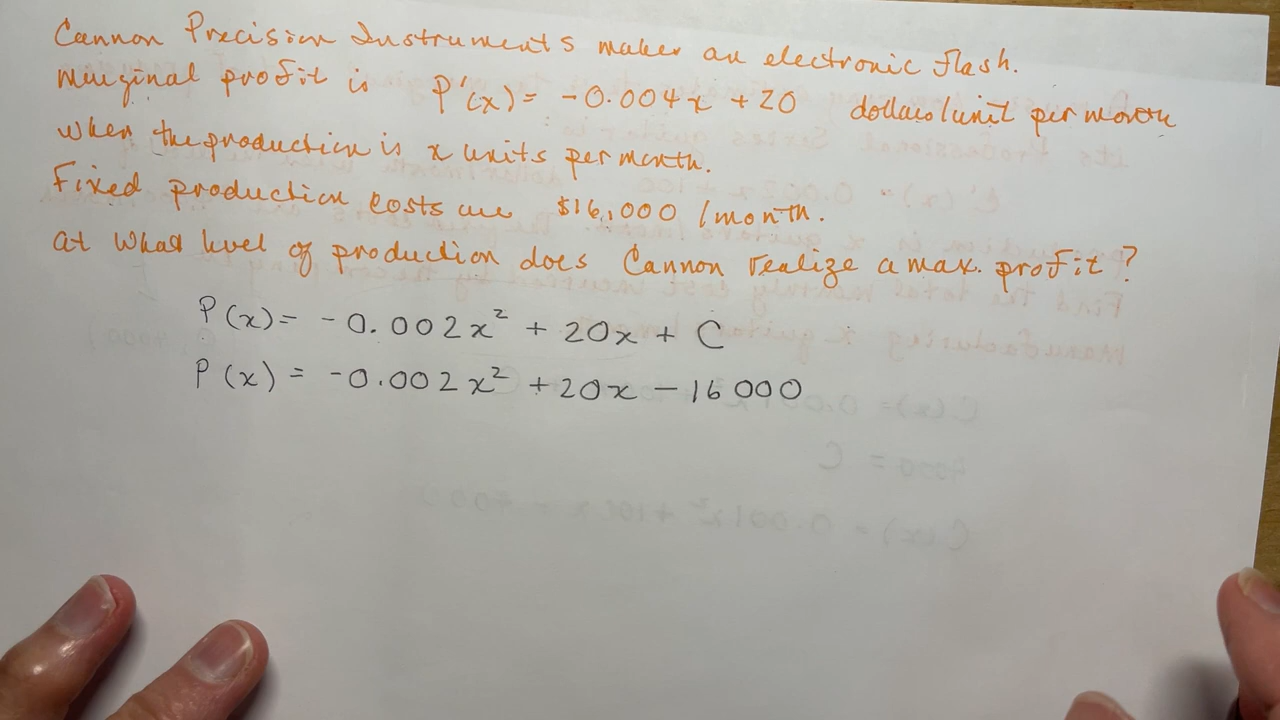 Cannon Precision Instruments makes an electronic flash.
Marginal profit is P'(x) = -0.004x + 20 dollars/unit per month
when the production is x units per month.
Fixed production costs are $16,000 /month.
At what level of production does Cannon realize a max. profit?
P(x) = -0.002x² + 20x + C
P(x) = -0.002x² + 20x - 16000